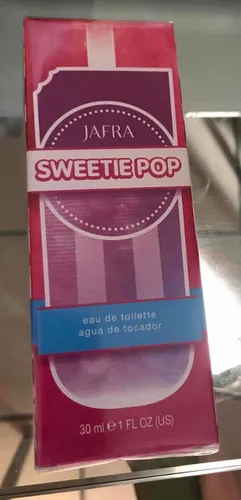 JAFRA
SWEETIE POP
eau de toilette
agua de tocador
30 ml ℮ 1 FL OZ (US)